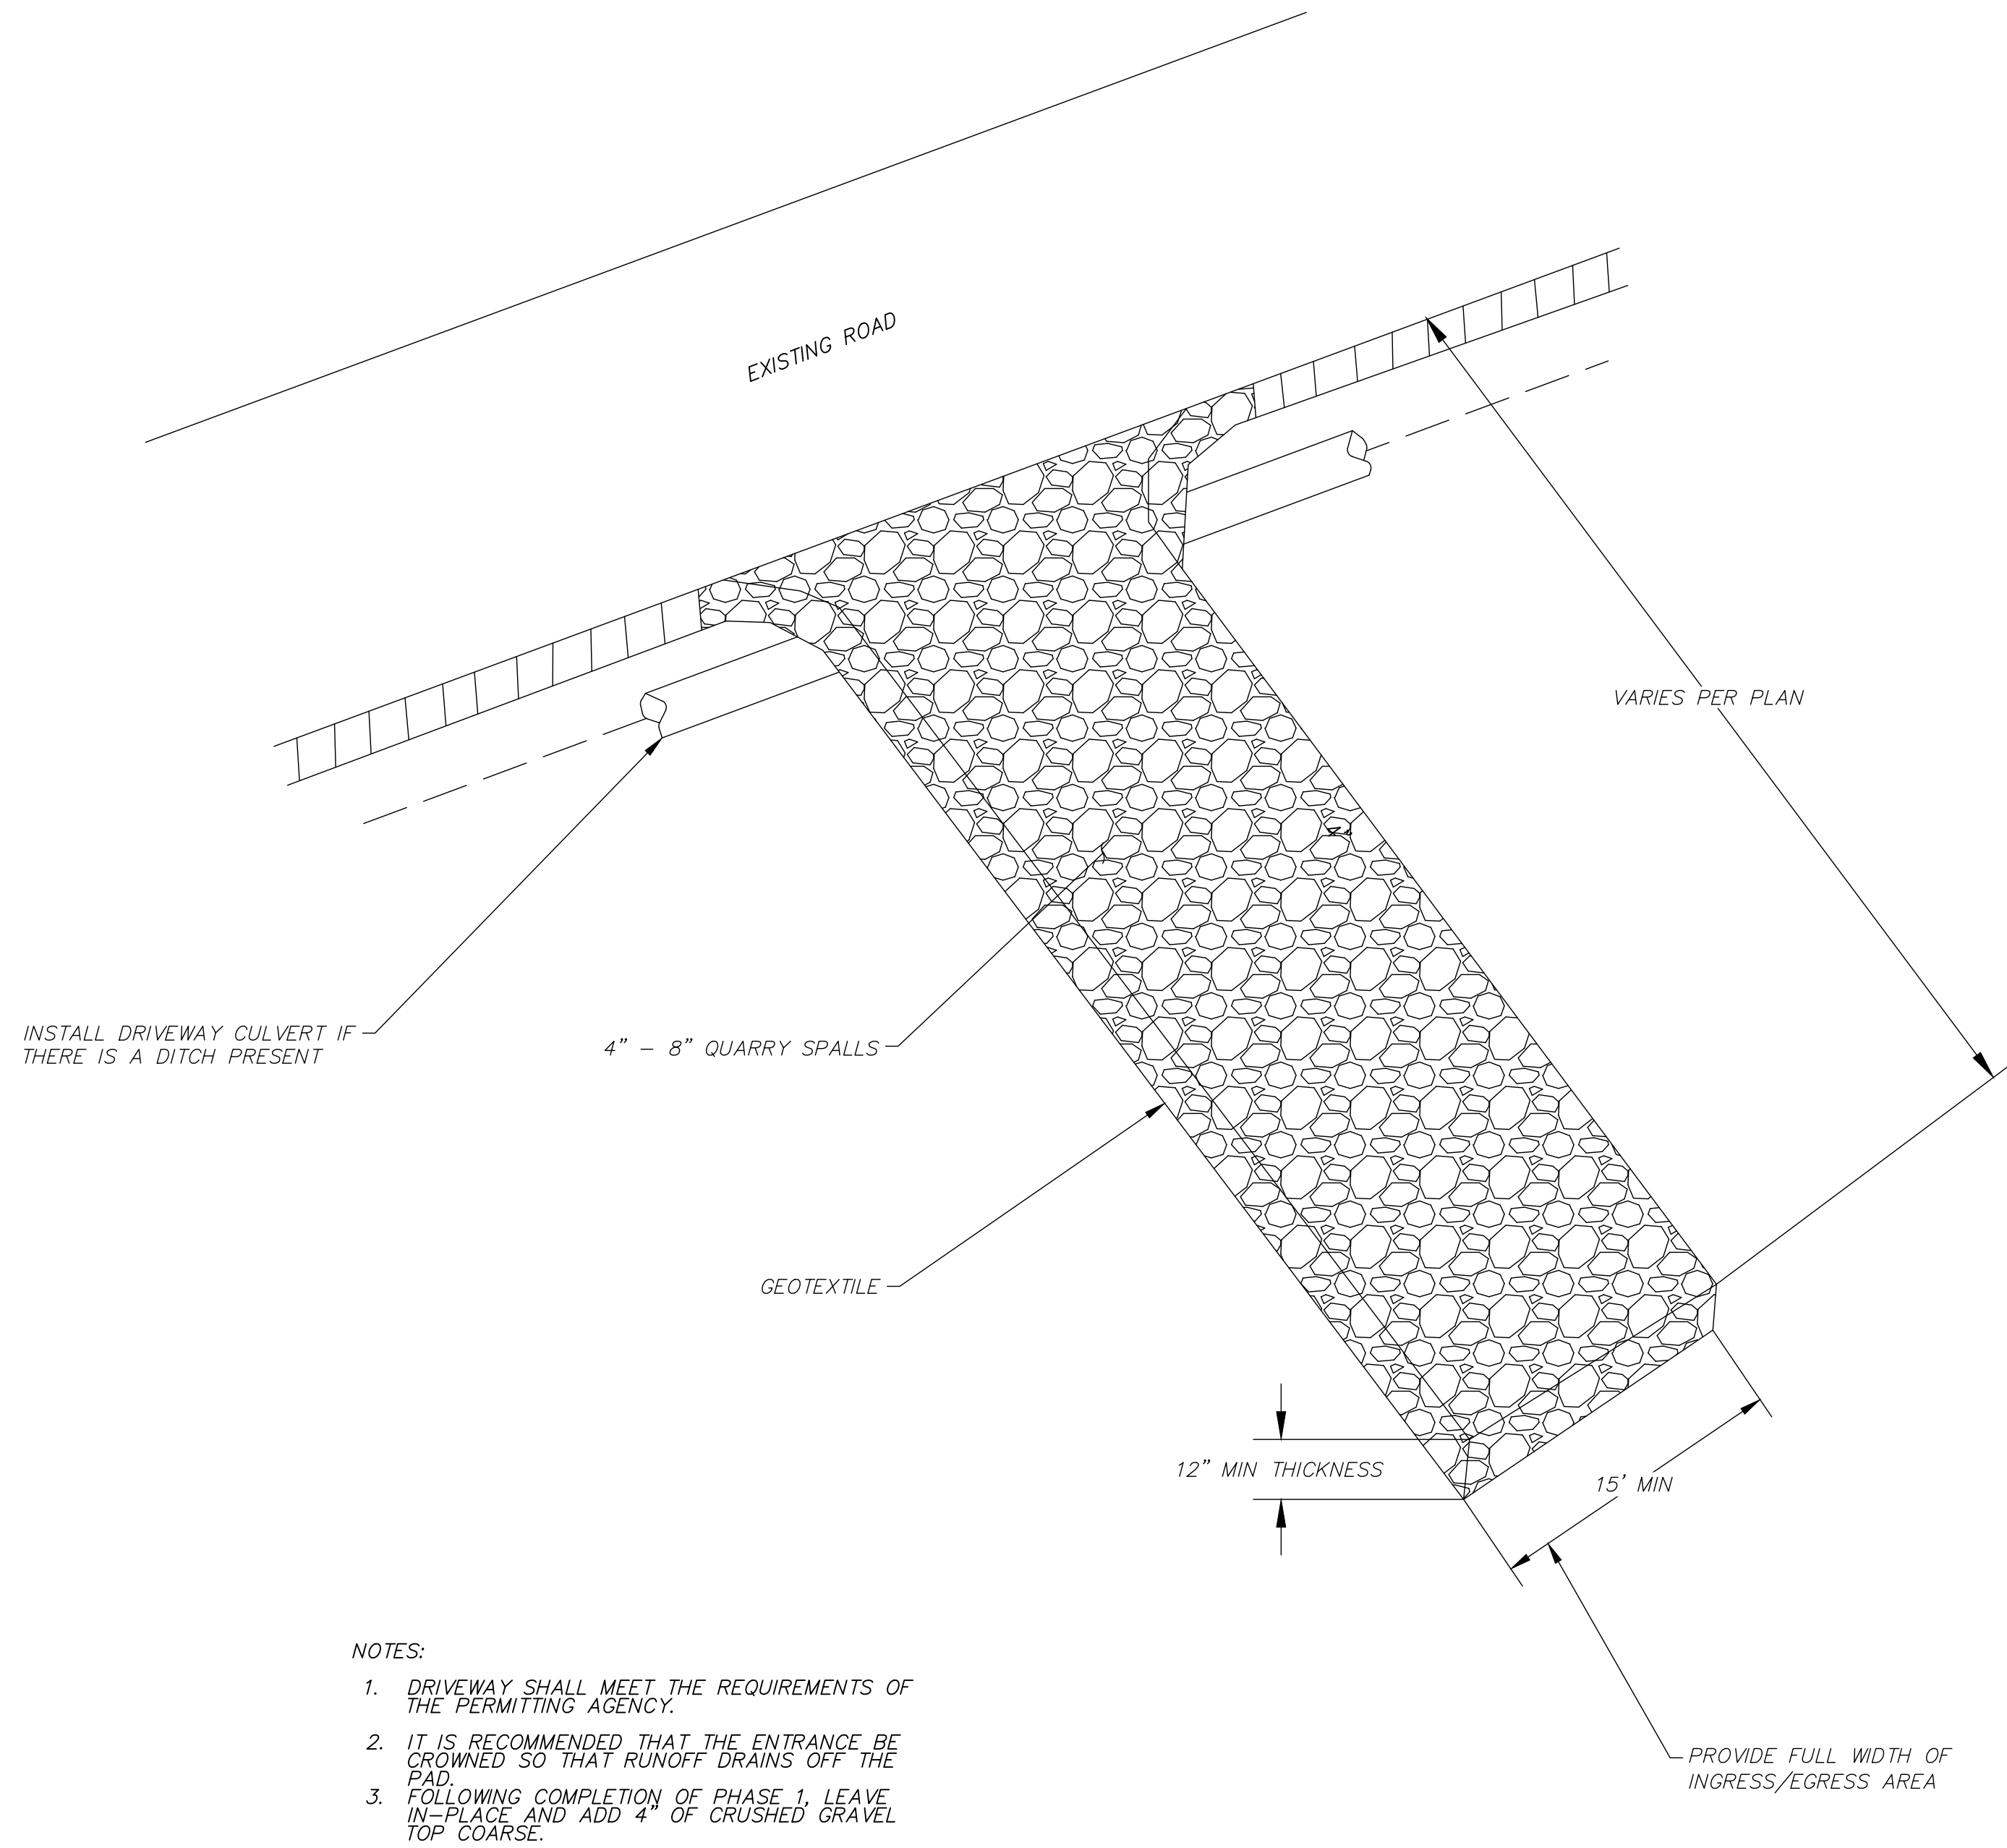 EXISTING ROAD
VARIES PER PLAN
INSTALL DRIVEWAY CULVERT IF
THERE IS A DITCH PRESENT
4" – 8" QUARRY SPALLS
GEOTEXTILE
12" MIN THICKNESS
15' MIN
PROVIDE FULL WIDTH OF
INGRESS/EGRESS AREA
NOTES:
1. DRIVEWAY SHALL MEET THE REQUIREMENTS OF
THE PERMITTING AGENCY.
2. IT IS RECOMMENDED THAT THE ENTRANCE BE
CROWNED SO THAT RUNOFF DRAINS OFF THE
PAD.
3. FOLLOWING COMPLETION OF PHASE 1, LEAVE
IN-PLACE AND ADD 4" OF CRUSHED GRAVEL
TOP COARSE.